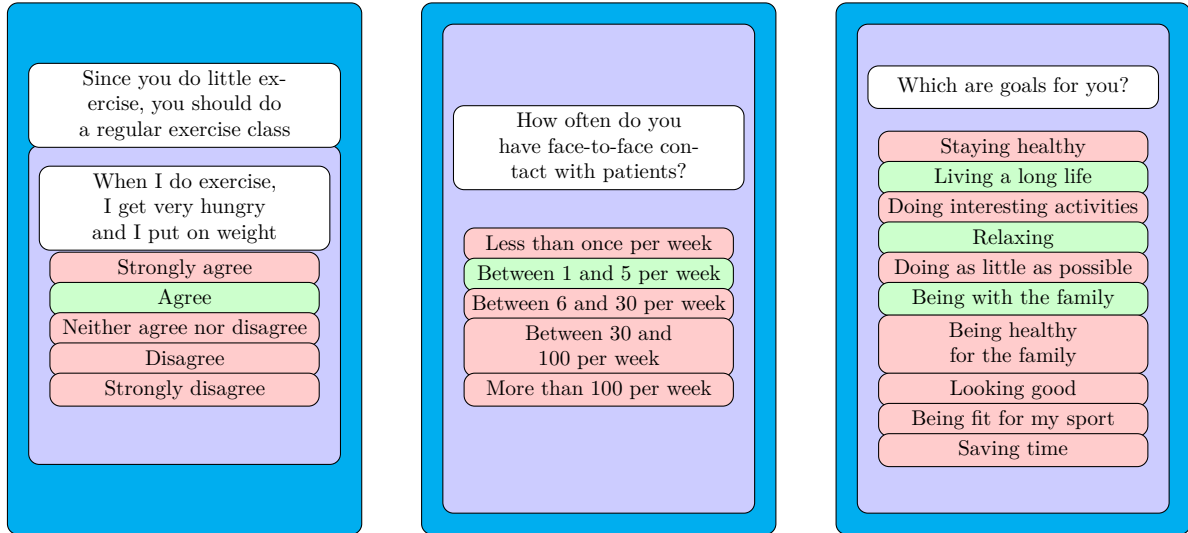 Since you do little ex-
ercise, you should do
a regular exercise class
When I do exercise,
I get very hungry
and I put on weight
Strongly agree
Agree
Neither agree nor disagree
Disagree
Strongly disagree
How often do you
have face-to-face con-
tact with patients?
Less than once per week
Between 1 and 5 per week
Between 6 and 30 per week
Between 30 and
100 per week
More than 100 per week
Which are goals for you?
Staying healthy
Living a long life
Doing interesting activities
Relaxing
Doing as little as possible
Being with the family
Being healthy
for the family
Looking good
Being fit for my sport
Saving time